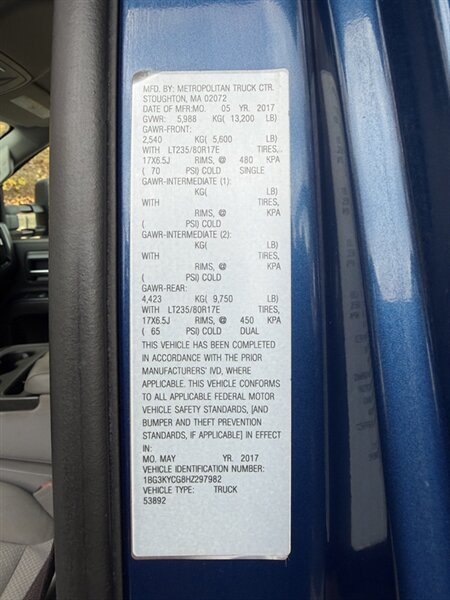 MFD. BY: METROPOLITAN TRUCK CTR.
STOUGHTON, MA 02072
DATE OF MFR:MO. 05 YR. 2017
GVWR: 5,988 KG( 13,200 LB)
GAWR-FRONT:
2,540 KG( 5,600 LB)
WITH LT235/80R17E TIRES,..
17X6.5J RIMS, @ 480 KPA
( 70 PSI) COLD SINGLE
GAWR-INTERMEDIATE (1):
KG( LB)
WITH TIRES,
RIMS, @ KPA
( PSI) COLD
GAWR-INTERMEDIATE (2):
KG( LB)
WITH TIRES,
RIMS, @ KPA
( PSI) COLD
GAWR-REAR:
4,423 KG( 9,750 LB)
WITH LT235/80R17E TIRES,
17X6.5J RIMS, @ 450 KPA
( 65 PSI) COLD DUAL
THIS VEHICLE HAS BEEN COMPLETED
IN ACCORDANCE WITH THE PRIOR
MANUFACTURERS' IVD, WHERE
APPLICABLE. THIS VEHICLE CONFORMS
TO ALL APPLICABLE FEDERAL MOTOR
VEHICLE SAFETY STANDARDS, [AND
BUMPER AND THEFT PREVENTION
STANDARDS, IF APPLICABLE] IN EFFECT
IN:
MO. MAY YR. 2017
VEHICLE IDENTIFICATION NUMBER:
1BG3KYCG8HZ297982
VEHICLE TYPE: TRUCK
53892